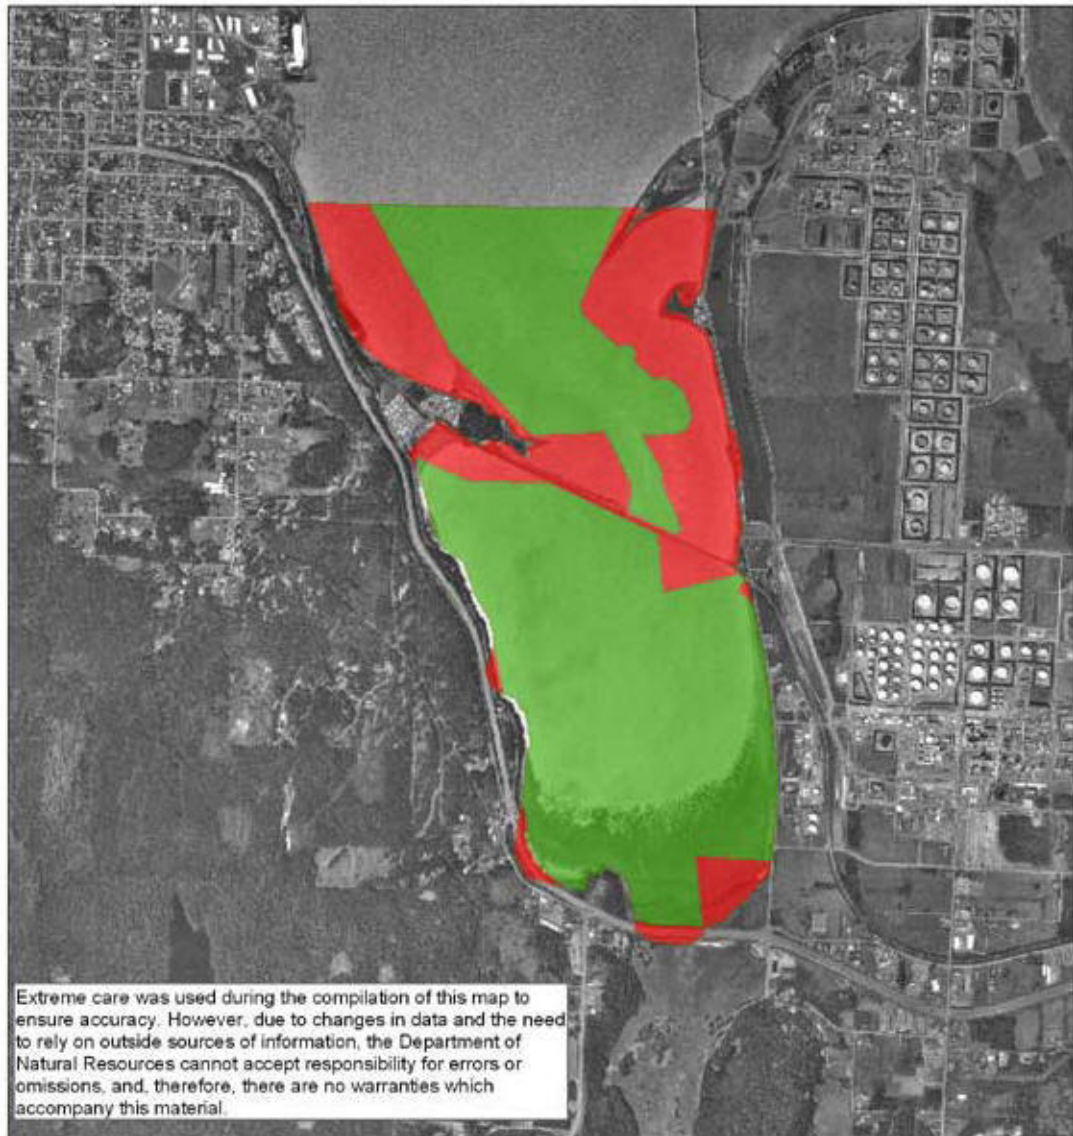 Extreme care was used during the compilation of this map to
ensure accuracy. However, due to changes in data and the need
to rely on outside sources of information, the Department of
Natural Resources cannot accept responsibility for errors or
omissions, and, therefore, there are no warranties which
accompany this material.